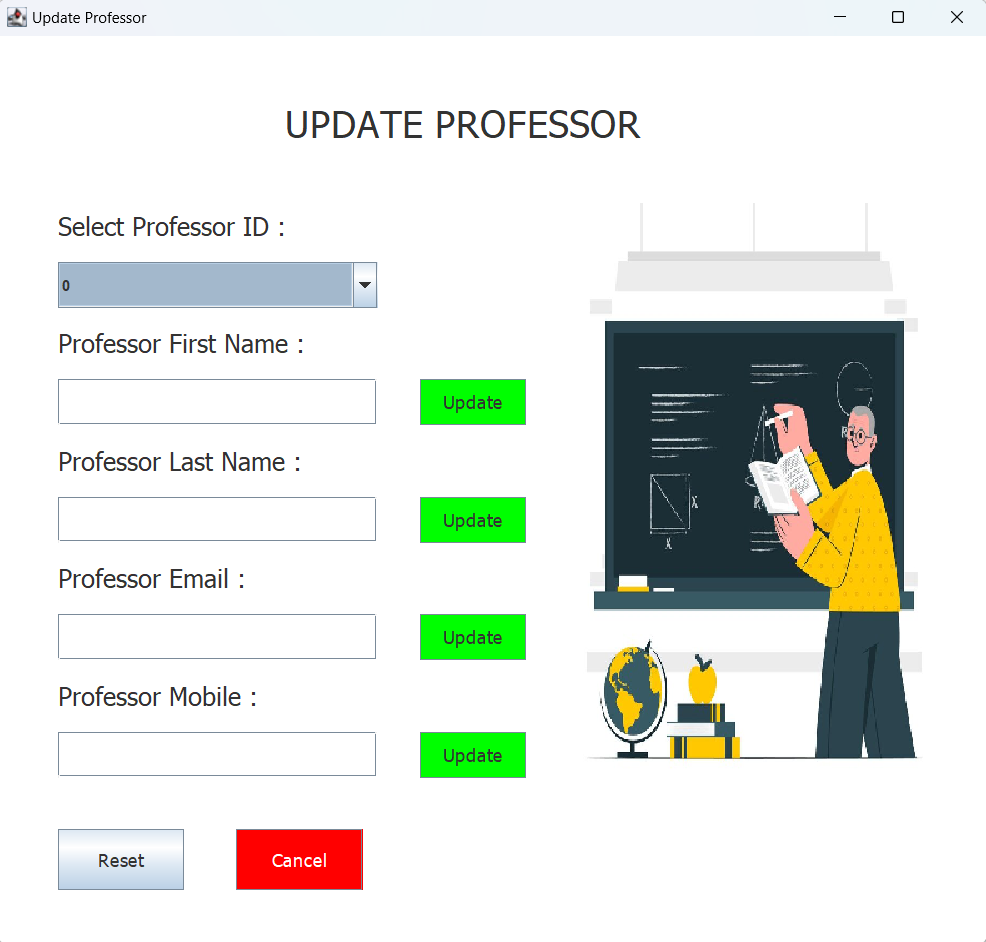 Update Professor
UPDATE PROFESSOR
Select Professor ID :
0
Professor First Name :
Update
Professor Last Name :
Update
Professor Email :
Update
Professor Mobile :
Update
Reset Cancel
X
X
R
R